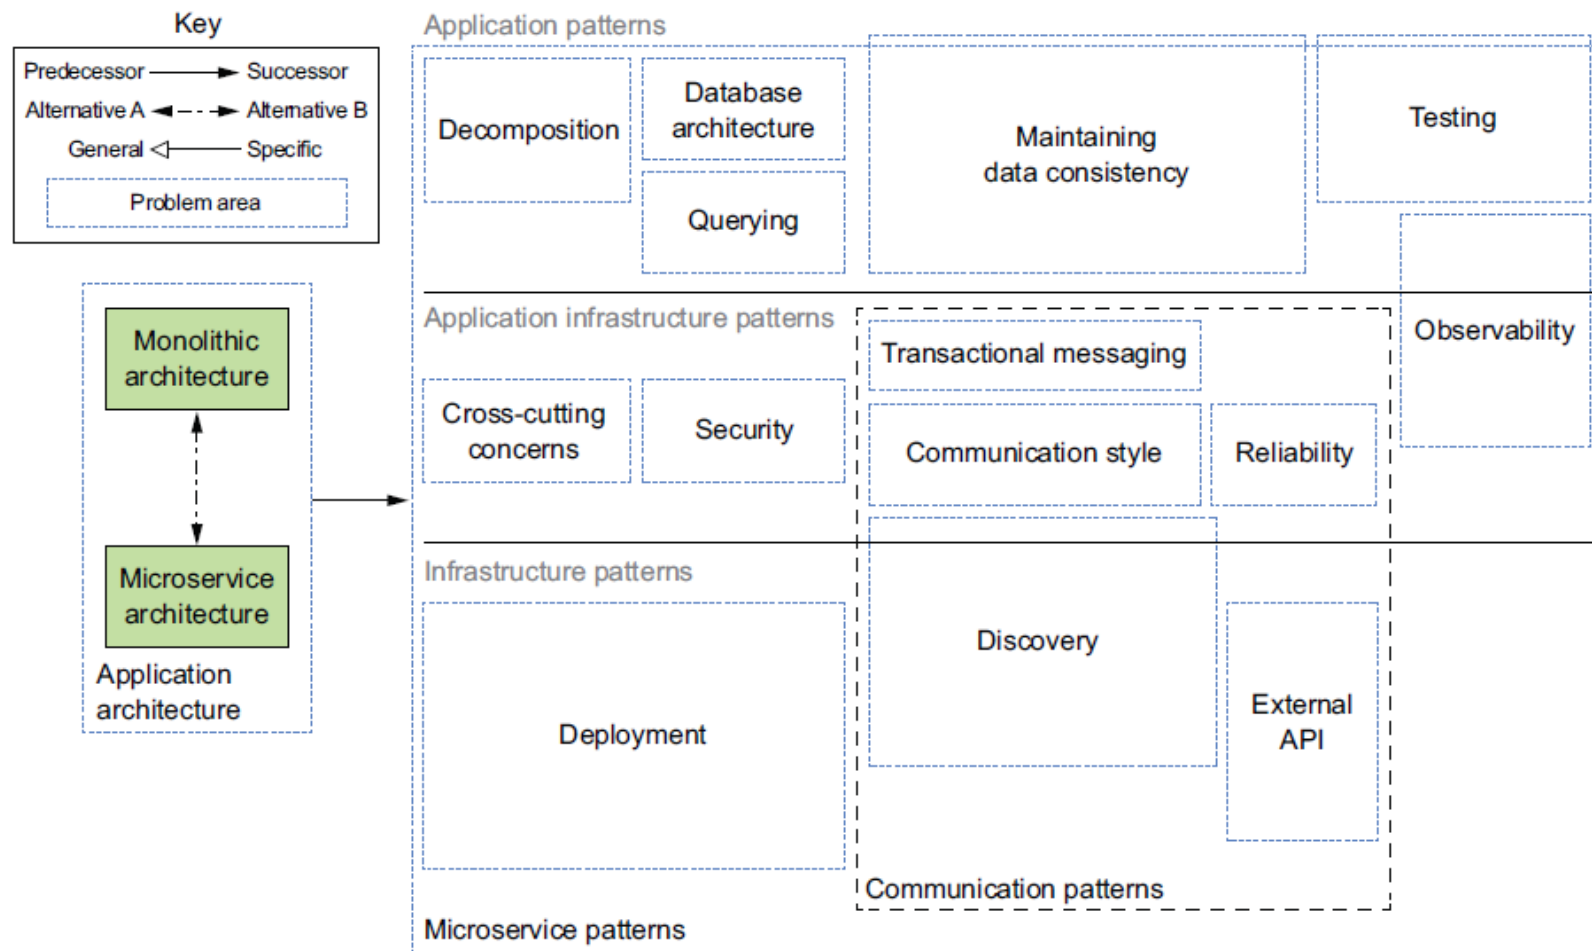 Key
Predecessor Successor
Alternative A Alternative B
General Specific
Problem area
Monolithic
architecture
Microservice
architecture
Application
architecture
Application patterns
Decomposition
Database
architecture
Querying
Maintaining
data consistency
Testing
Observability
Application infrastructure patterns
Cross-cutting
concerns
Security
Transactional messaging
Communication style
Reliability
Infrastructure patterns
Deployment
Discovery
External
API
Communication patterns
Microservice patterns